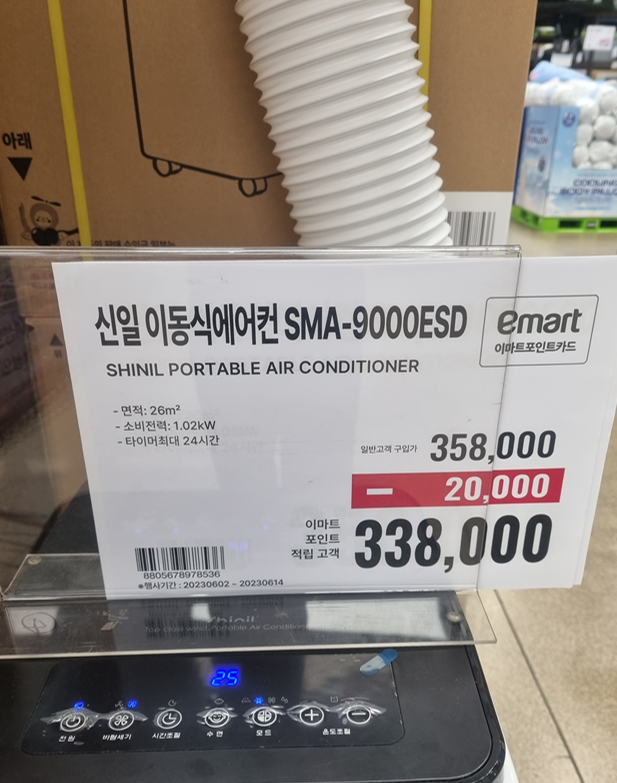 아래
신일 이동식에어컨 SMA-9000ESD
emart
이마트포인트카드
SHINIL PORTABLE AIR CONDITIONER
- 면적: 26m²
- 소비전력: 1.02kW
- 타이머최대 24시간
일반고객 구입가 358,000
- 20,000
이마트
포인트
적립 고객
338,000
8805678978536
*행사기간 : 20230602 ~ 20230614
Shinil
Portable Air Conditioner
25
전원 바람세기 시간조절 수면 모드 온도조절